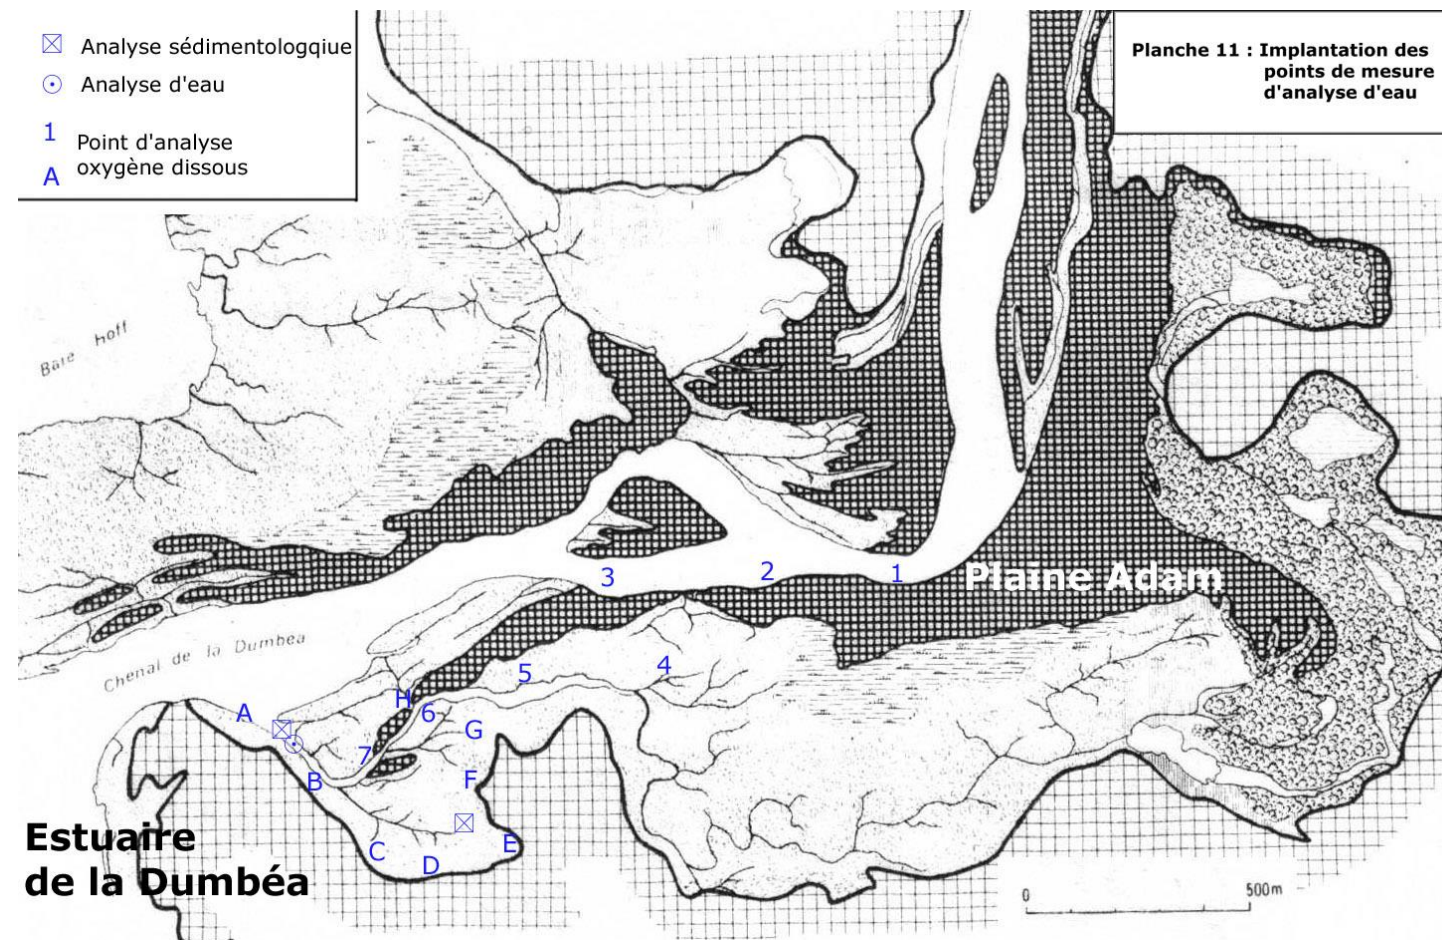 Analyse sédimentologqiue
Analyse d'eau
1
Point d'analyse
oxygène dissous
A
Planche 11 : Implantation des
points de mesure
d'analyse d'eau
Baie Hoff
3
2
1
Plaine Adam
Chenal de la Dumbéa
5
4
H
A
6
G
7
B
F
Estuaire
de la Dumbéa
C
D
E
0
500m